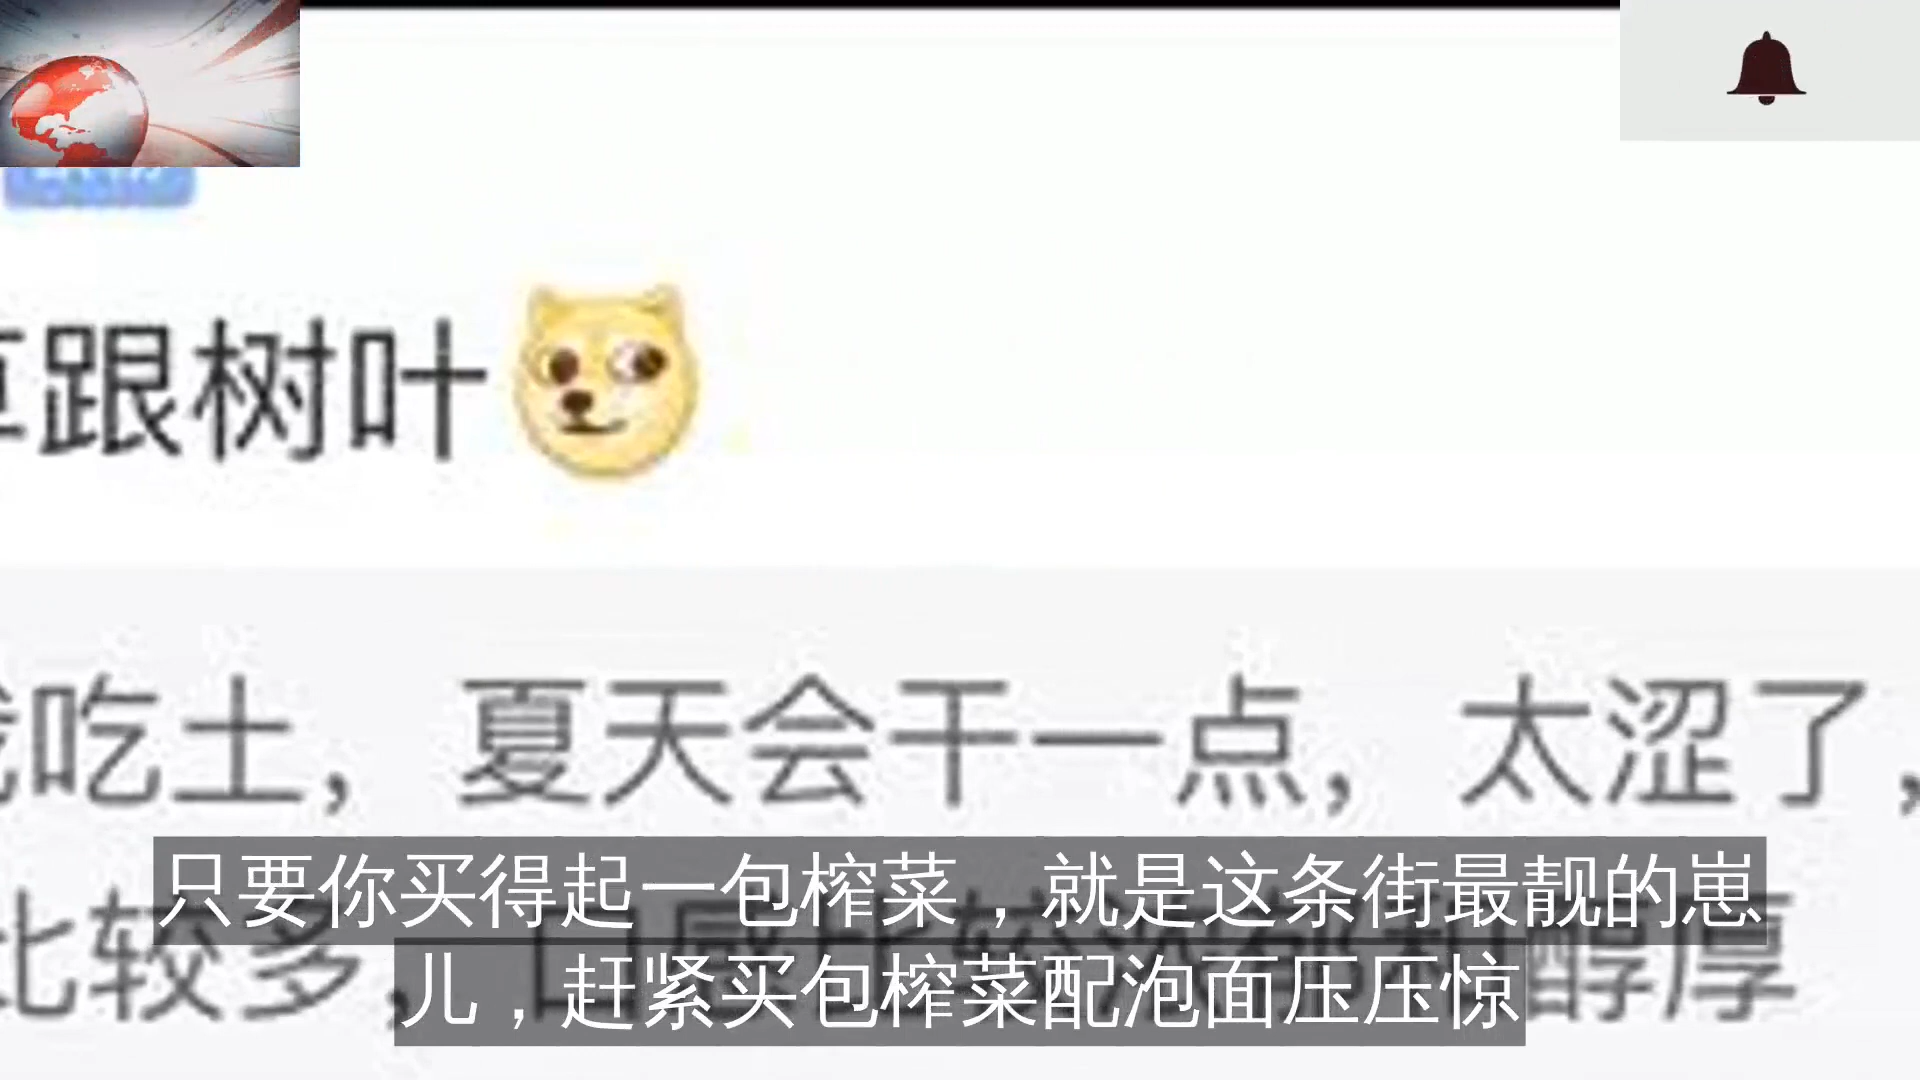 跟树叶
吃土，夏天会干一点，太涩了，
比较多，
醇厚
只要你买得起一包榨菜，就是这条街最靓的崽
儿，赶紧买包榨菜配泡面压压惊